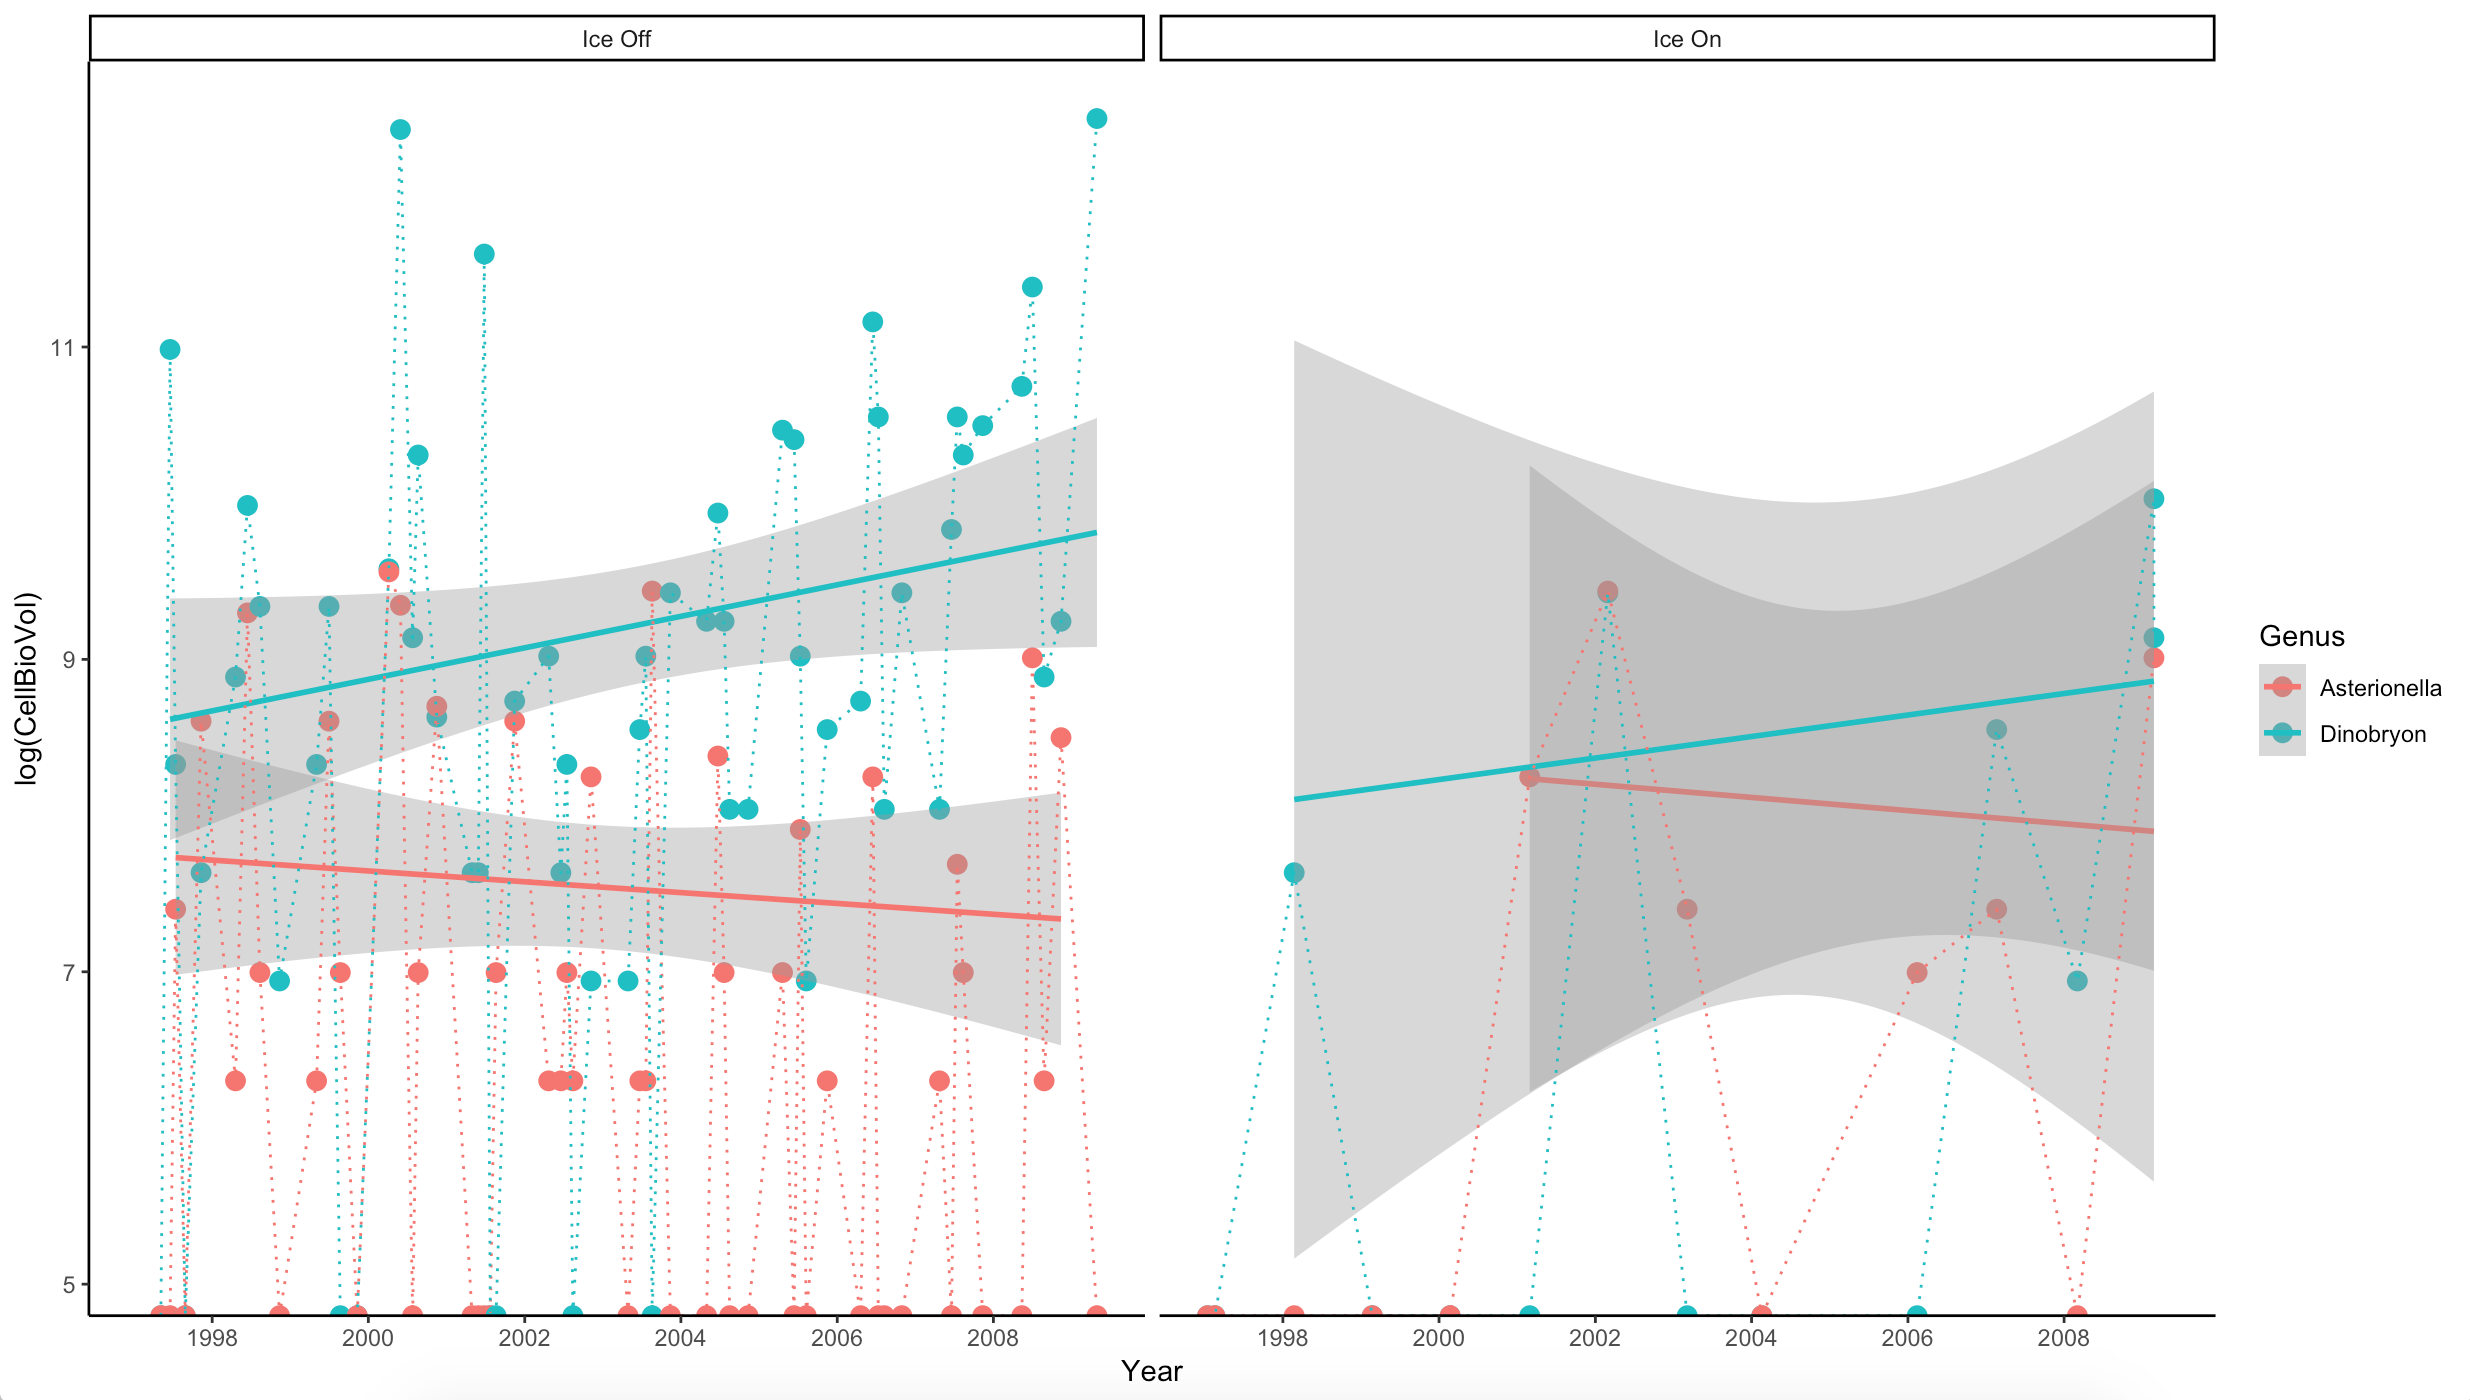 Ice Off
Ice On
11
9
7
5
log(CellBioVol)
1998 2000 2002 2004 2006 2008
1998 2000 2002 2004 2006 2008
Year
Genus
Asterionella
Dinobryon